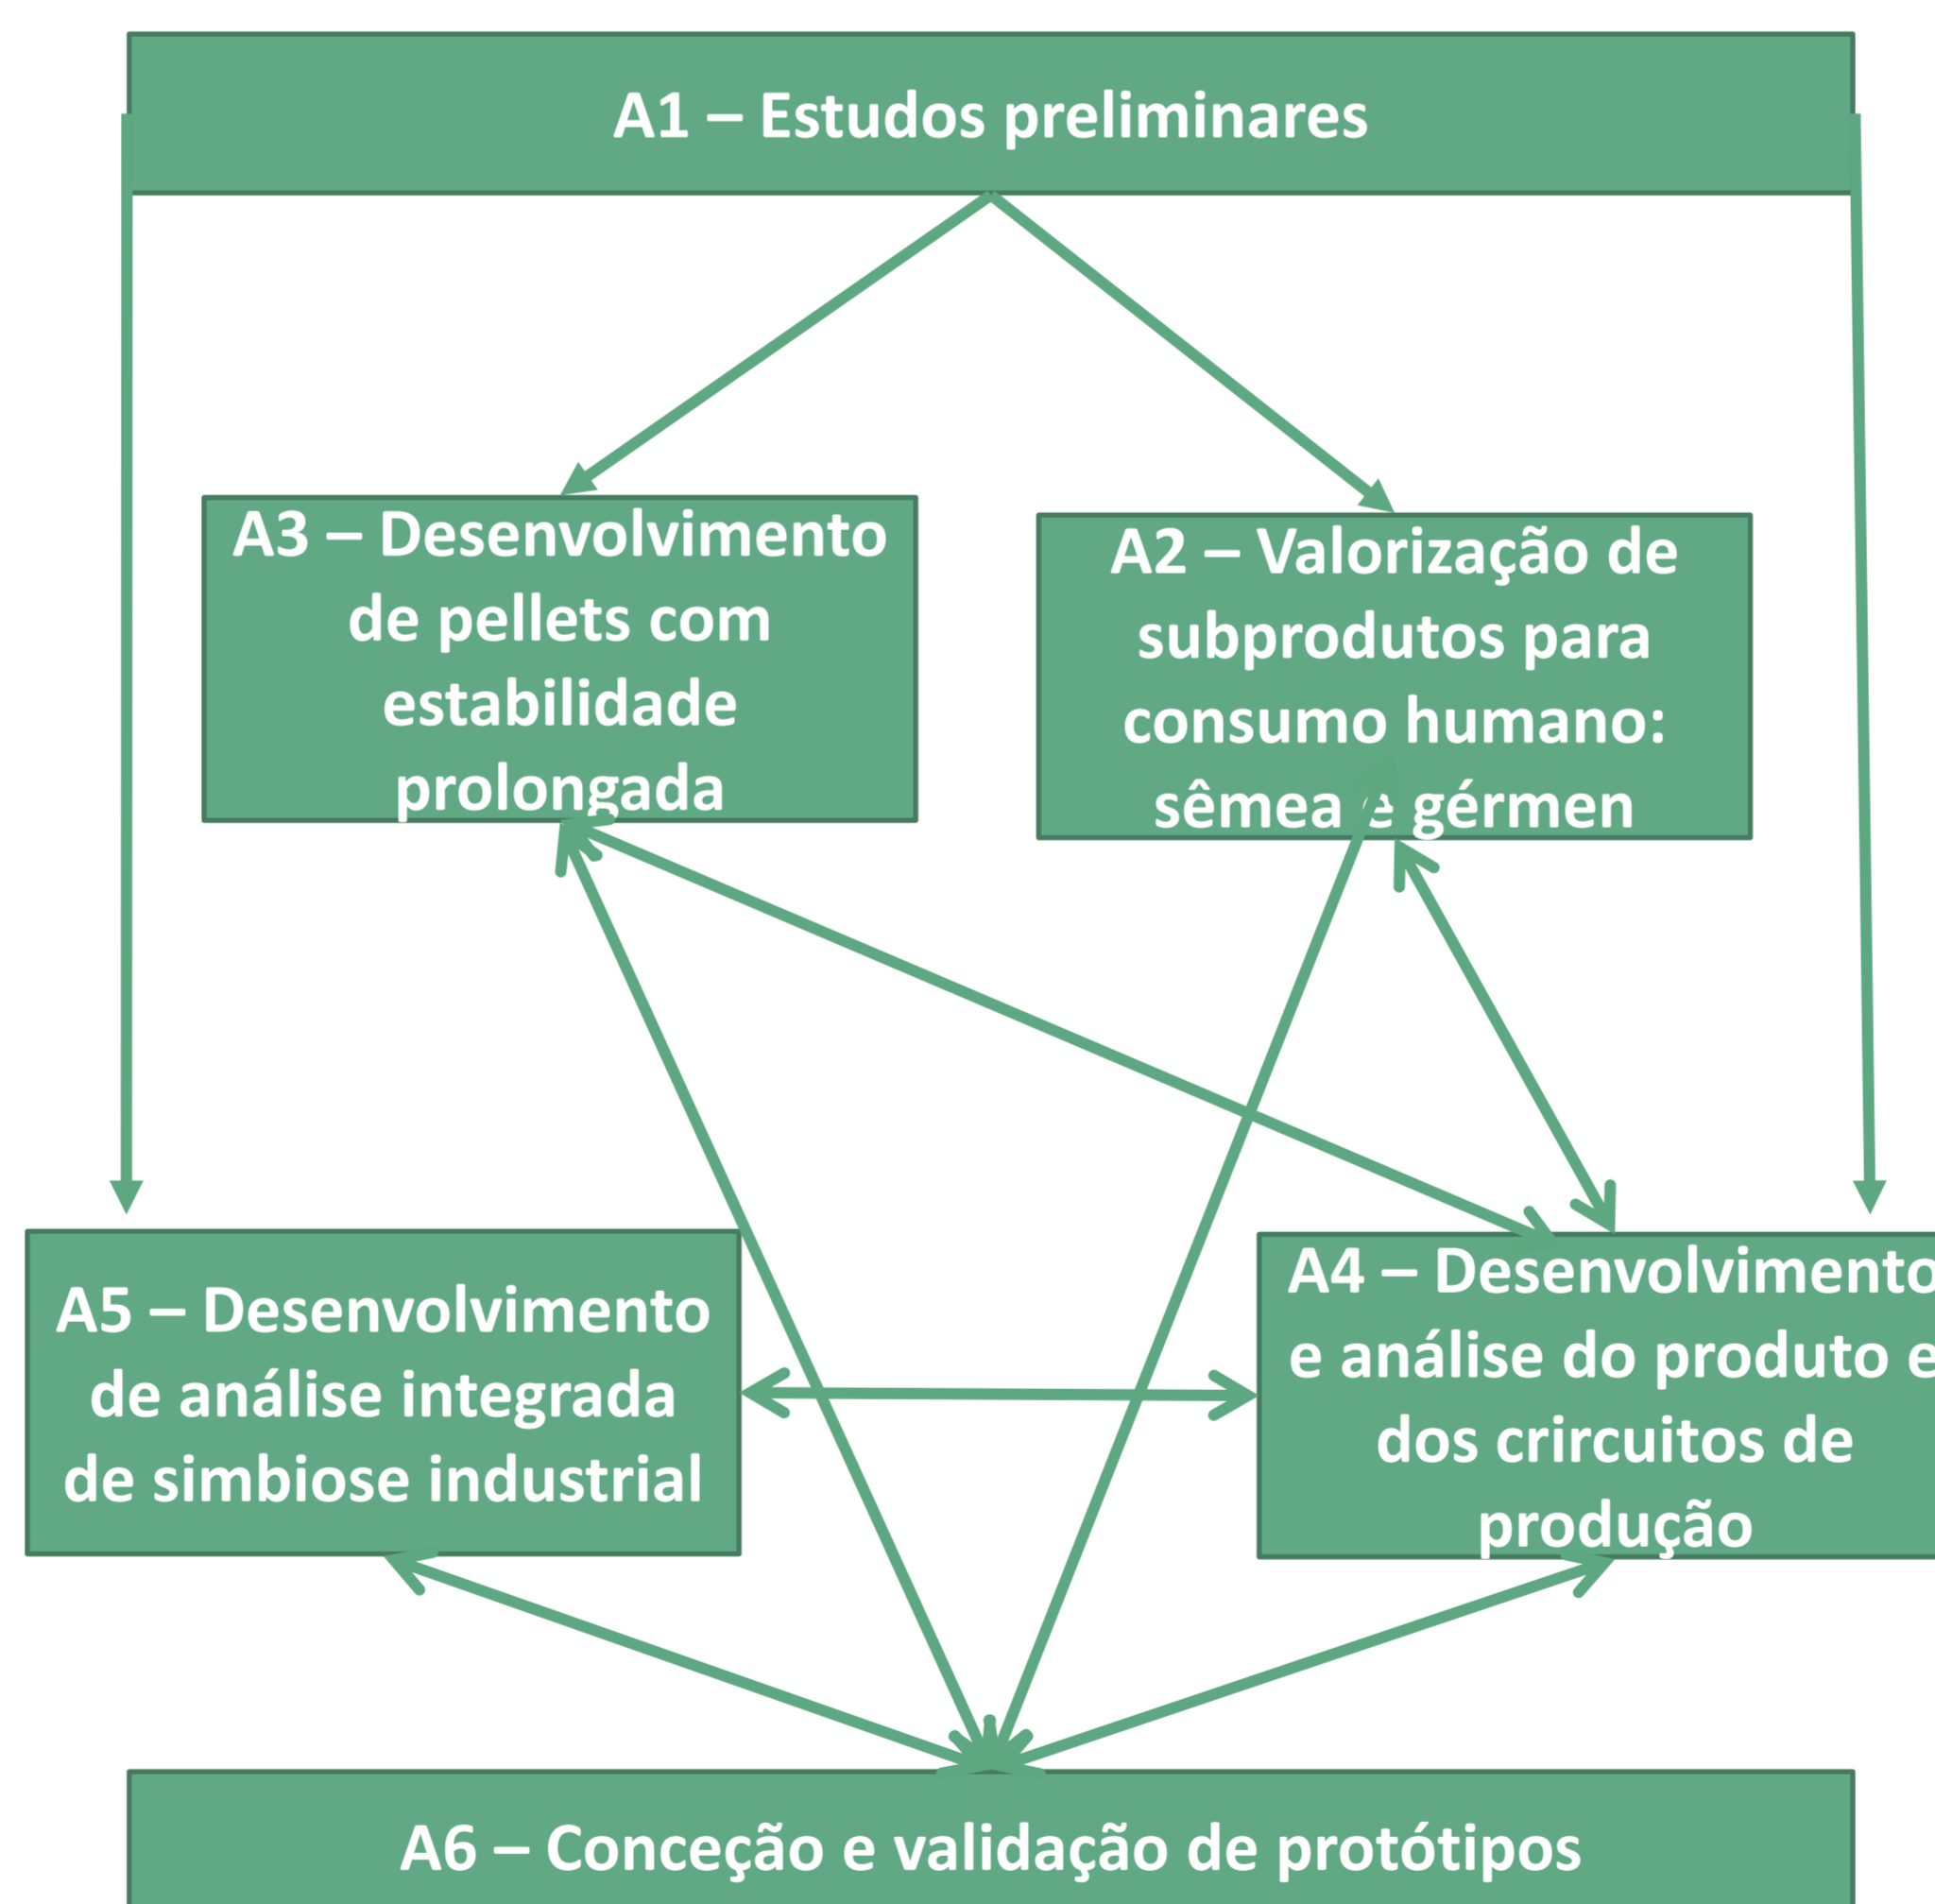 A1 – Estudos preliminares
A3 – Desenvolvimento
de pellets com
estabilidade
prolongada
A2 – Valorização de
subprodutos para
consumo humano:
sêmea e gérmen
A5 – Desenvolvimento
de análise integrada
de simbiose industrial
A4 – Desenvolvimento
e análise do produto e
dos crircuitos de
produção
A6 – Conceção e validação de protótipos